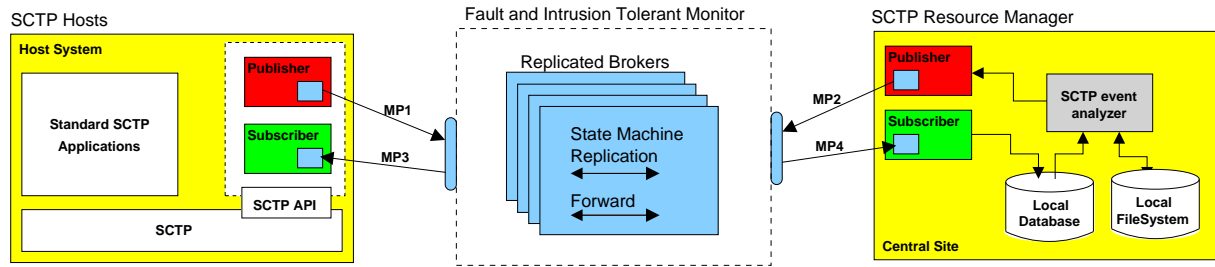 SCTP Hosts
Host System
Standard SCTP
Applications
Publisher
Subscriber
SCTP API
SCTP
MP1
MP3
Fault and Intrusion Tolerant Monitor
Replicated Brokers
State Machine
Replication
Forward
MP2
MP4
SCTP Resource Manager
Publisher
Subscriber
SCTP event
analyzer
Local
Database
Local
FileSystem
Central Site